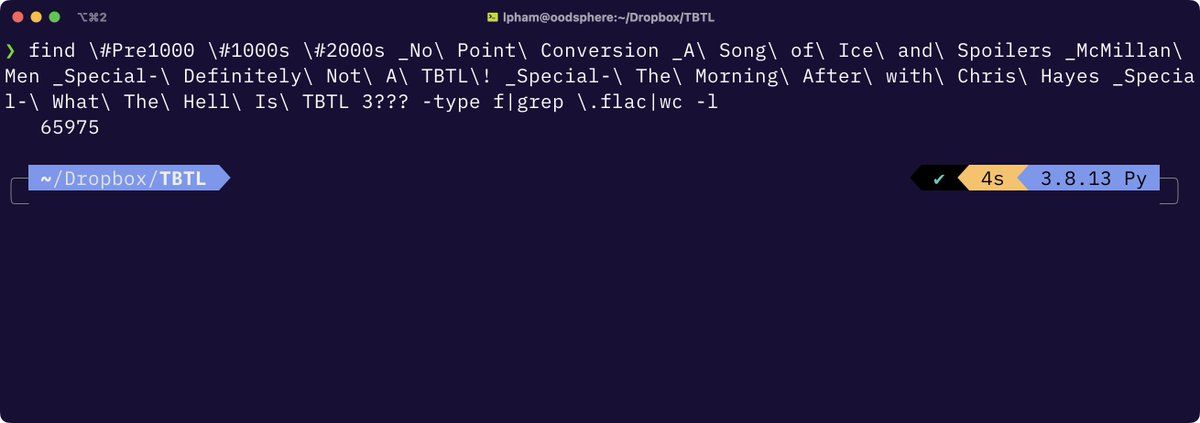 ⌥⌘2
lpham@oodsphere:~/Dropbox/TBTL
❯ find \#Pre1000 \#1000s \#2000s _No\ Point\ Conversion _A\ Song\ of\ Ice\ and\ Spoilers _McMillan\
Men _Special-\ Definitely\ Not\ A\ TBTL\! _Special-\ The\ Morning\ After\ with\ Chris\ Hayes _Specia
l-\ What\ The\ Hell\ Is\ TBTL 3??? -type f|grep \.flac|wc -l
65975
~/Dropbox/TBTL
✔ 4s 3.8.13 Py